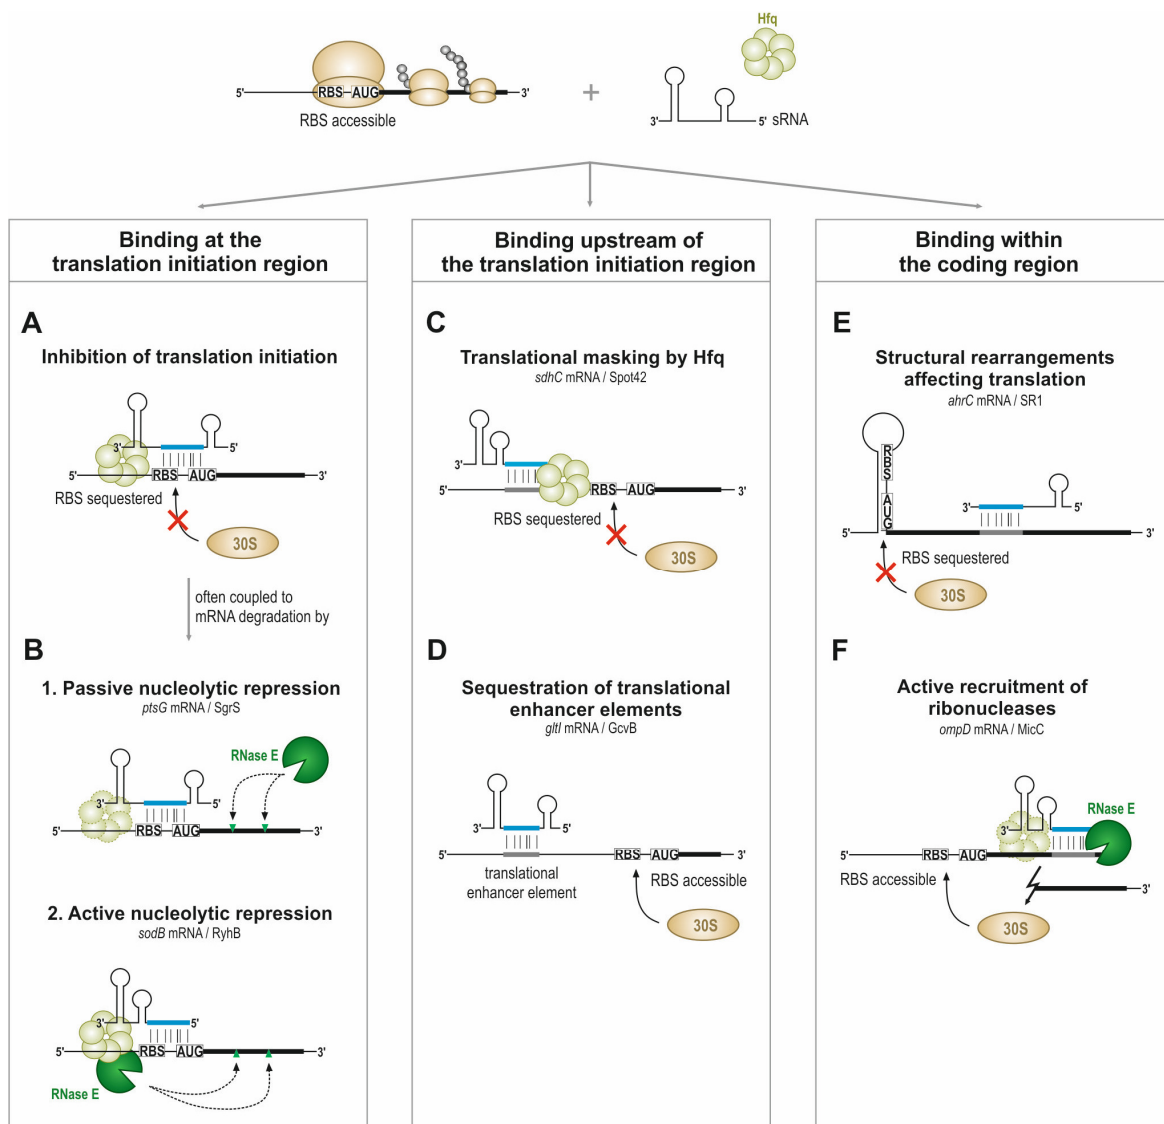 Hfq
5' RBS AUG 3'
RBS accessible
+
3' 5' sRNA
Binding at the
translation initiation region
Binding upstream of
the translation initiation region
Binding within
the coding region
A
Inhibition of translation initiation
3' 5'
5' RBS AUG 3'
RBS sequestered
30S
often coupled to
mRNA degradation by
B
1. Passive nucleolytic repression
ptsG mRNA / SgrS
RNase E
3' 5'
5' RBS AUG 3'
2. Active nucleolytic repression
sodB mRNA / RyhB
3' 5'
5' RBS AUG 3'
RNase E
C
Translational masking by Hfq
sdhC mRNA / Spot42
3'
5' RBS AUG 3'
RBS sequestered
30S
D
Sequestration of translational
enhancer elements
gltI mRNA / GcvB
3' 5'
5' RBS AUG 3'
translational
enhancer element
RBS accessible
30S
E
Structural rearrangements
affecting translation
ahrC mRNA / SR1
RBS
AUG
3' 5'
5' 3'
RBS sequestered
30S
F
Active recruitment of
ribonucleases
ompD mRNA / MicC
RNase E
3'
5' RBS AUG
RBS accessible
3'
30S